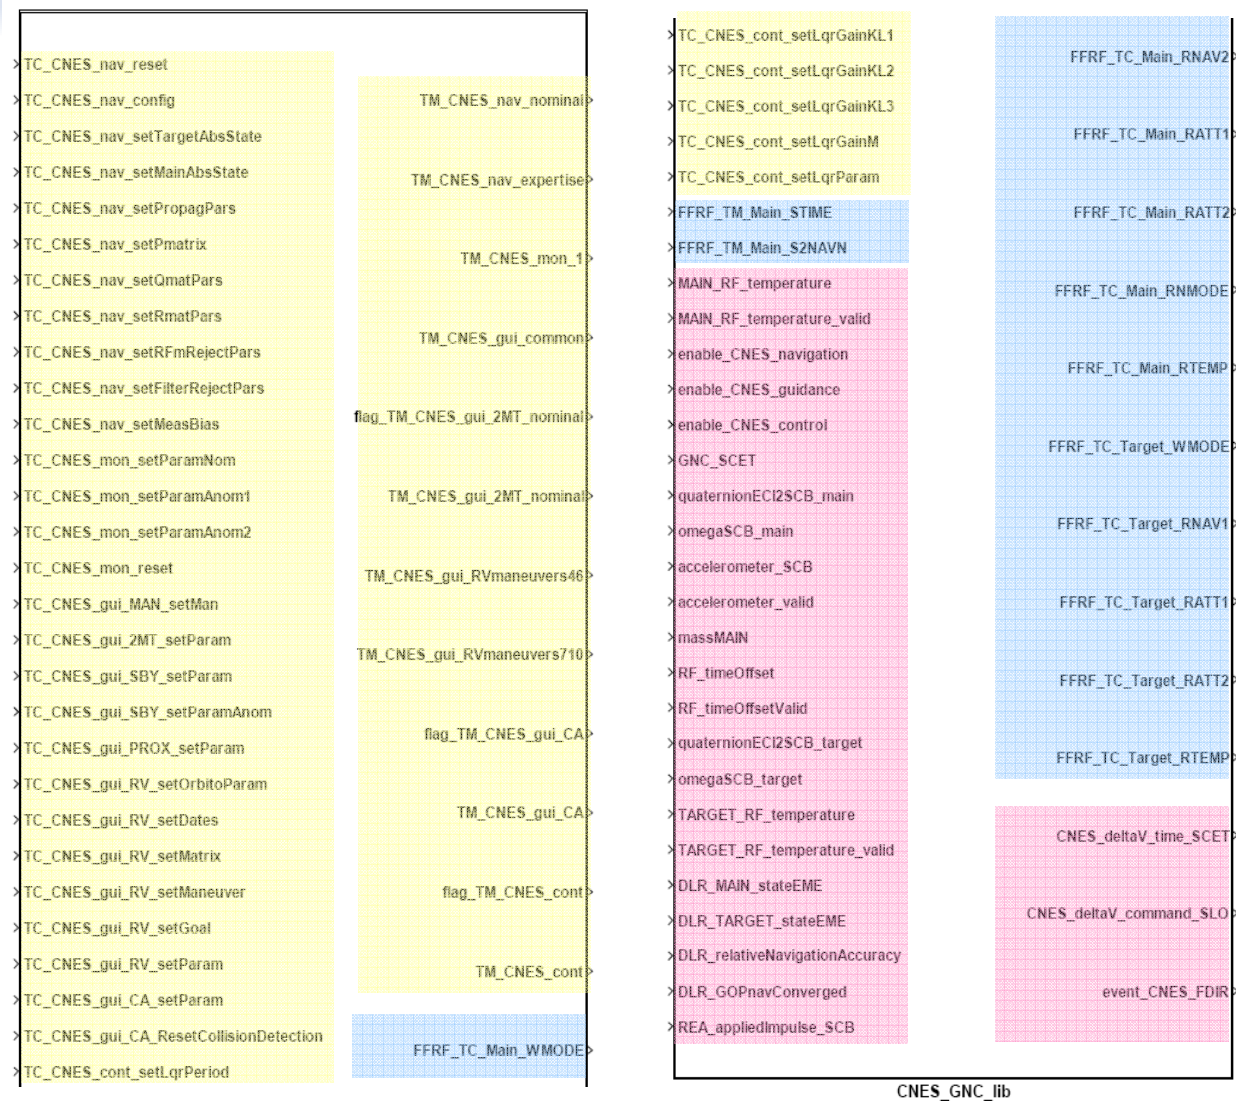 TC_CNES_nav_reset
TC_CNES_nav_config
TC_CNES_nav_setTargetAbsState
TC_CNES_nav_setMainAbsState
TC_CNES_nav_setPropagPars
TC_CNES_nav_setPmatrix
TC_CNES_nav_setQmatPars
TC_CNES_nav_setRmatPars
TC_CNES_nav_setRFmRejectPars
TC_CNES_nav_setFilterRejectPars
TC_CNES_nav_setMeasBias
TC_CNES_mon_setParamNom
TC_CNES_mon_setParamAnom1
TC_CNES_mon_setParamAnom2
TC_CNES_mon_reset
TC_CNES_gui_MAN_setMan
TC_CNES_gui_2MT_setParam
TC_CNES_gui_SBY_setParam
TC_CNES_gui_SBY_setParamAnom
TC_CNES_gui_PROX_setParam
TC_CNES_gui_RV_setOrbitoParam
TC_CNES_gui_RV_setDates
TC_CNES_gui_RV_setMatrix
TC_CNES_gui_RV_setManeuver
TC_CNES_gui_RV_setGoal
TC_CNES_gui_RV_setParam
TC_CNES_gui_CA_setParam
TC_CNES_gui_CA_ResetCollisionDetection
TC_CNES_cont_setLqrPeriod
TM_CNES_nav_nominal
TM_CNES_nav_expertise
TM_CNES_mon_1
TM_CNES_gui_common
flag_TM_CNES_gui_2MT_nominal
TM_CNES_gui_2MT_nominal
TM_CNES_gui_RVmaneuvers46
TM_CNES_gui_RVmaneuvers710
flag_TM_CNES_gui_CA
TM_CNES_gui_CA
flag_TM_CNES_cont
TM_CNES_cont
FFRF_TC_Main_WMODE
TC_CNES_cont_setLqrGainKL1
TC_CNES_cont_setLqrGainKL2
TC_CNES_cont_setLqrGainKL3
TC_CNES_cont_setLqrGainM
TC_CNES_cont_setLqrParam
FFRF_TM_Main_STIME
FFRF_TM_Main_S2NAVN
MAIN_RF_temperature
MAIN_RF_temperature_valid
enable_CNES_navigation
enable_CNES_guidance
enable_CNES_control
GNC_SCET
quaternionECI2SCB_main
omegaSCB_main
accelerometer_SCB
accelerometer_valid
massMAIN
RF_timeOffset
RF_timeOffsetValid
quaternionECI2SCB_target
omegaSCB_target
TARGET_RF_temperature
TARGET_RF_temperature_valid
DLR_MAIN_stateEME
DLR_TARGET_stateEME
DLR_relativeNavigationAccuracy
DLR_GOPnavConverged
REA_appliedImpulse_SCB
FFRF_TC_Main_RNAV2
FFRF_TC_Main_RATT1
FFRF_TC_Main_RATT2
FFRF_TC_Main_RNMODE
FFRF_TC_Main_RTEMP
FFRF_TC_Target_WMODE
FFRF_TC_Target_RNAV1
FFRF_TC_Target_RATT1
FFRF_TC_Target_RATT2
FFRF_TC_Target_RTEMP
CNES_deltaV_time_SCET
CNES_deltaV_command_SLO
event_CNES_FDIR
CNES_GNC_lib